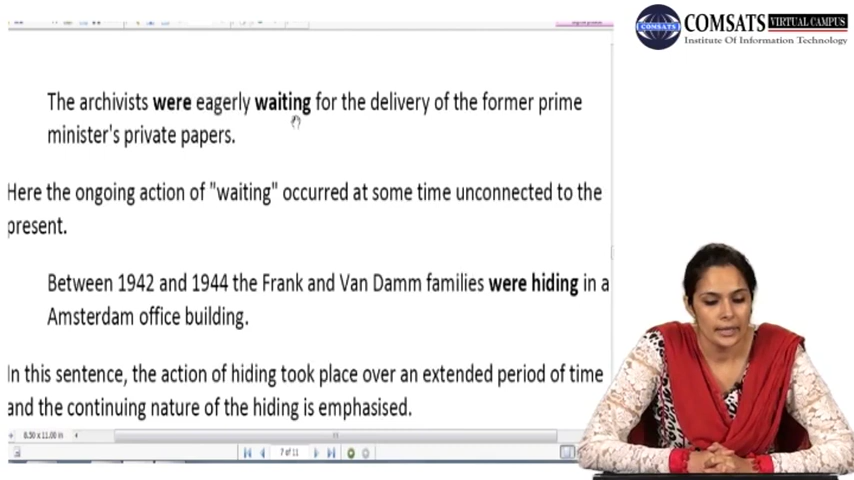 COMSATS VIRTUAL CAMPUS
COMSATS
Institute Of Information Technology
The archivists were eagerly waiting for the delivery of the former prime
minister's private papers.
Here the ongoing action of "waiting" occurred at some time unconnected to the
present.
Between 1942 and 1944 the Frank and Van Damm families were hiding in a
Amsterdam office building.
In this sentence, the action of hiding took place over an extended period of time
and the continuing nature of the hiding is emphasised.
8.50 x 11.00 in
7 of 11